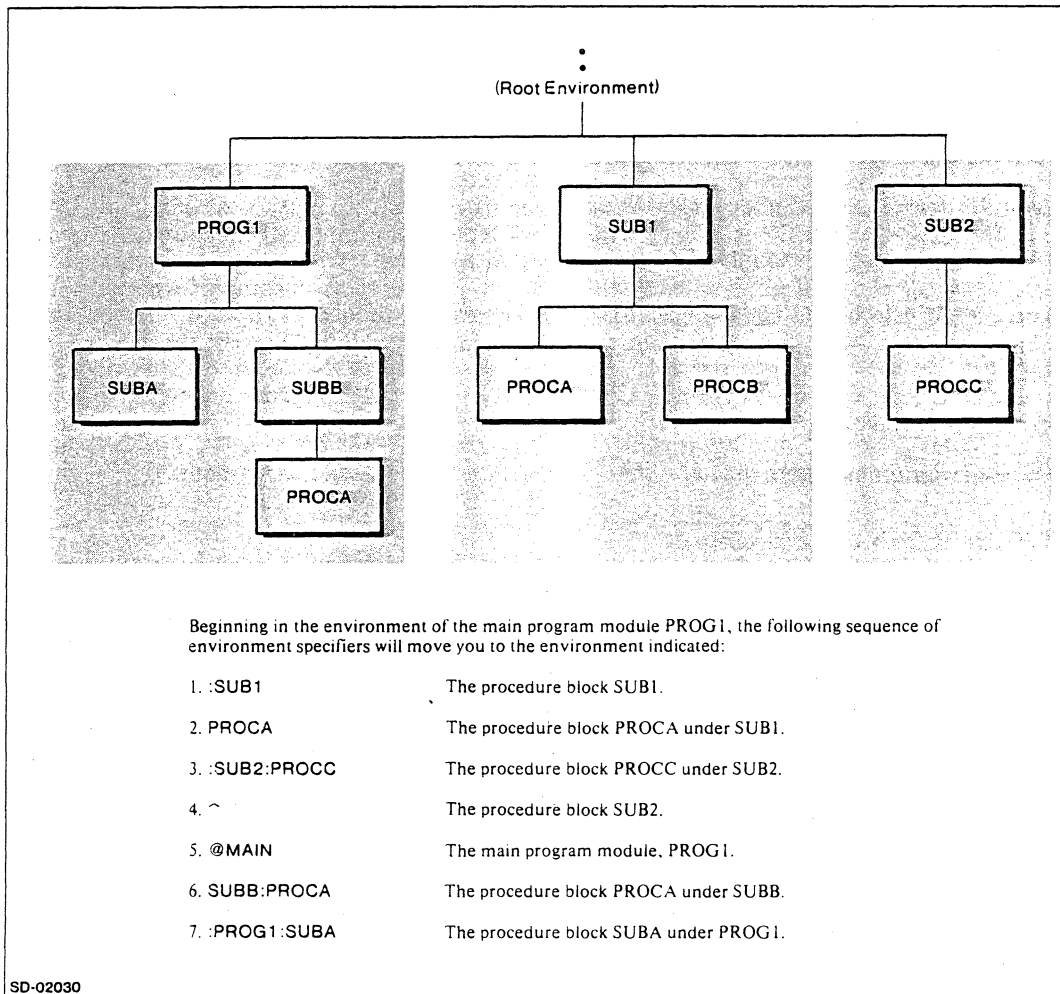 :
(Root Environment)
PROG1
SUB1
SUB2
SUBA
SUBB
PROCA
PROCB
PROCC
PROCA
Beginning in the environment of the main program module PROG1, the following sequence of
environment specifiers will move you to the environment indicated:
1. :SUB1 The procedure block SUB1.
2. PROCA The procedure block PROCA under SUB1.
3. :SUB2:PROCC The procedure block PROCC under SUB2.
4. ^ The procedure block SUB2.
5. @MAIN The main program module, PROG1.
6. SUBB:PROCA The procedure block PROCA under SUBB.
7. :PROG1:SUBA The procedure block SUBA under PROG1.
SD-02030